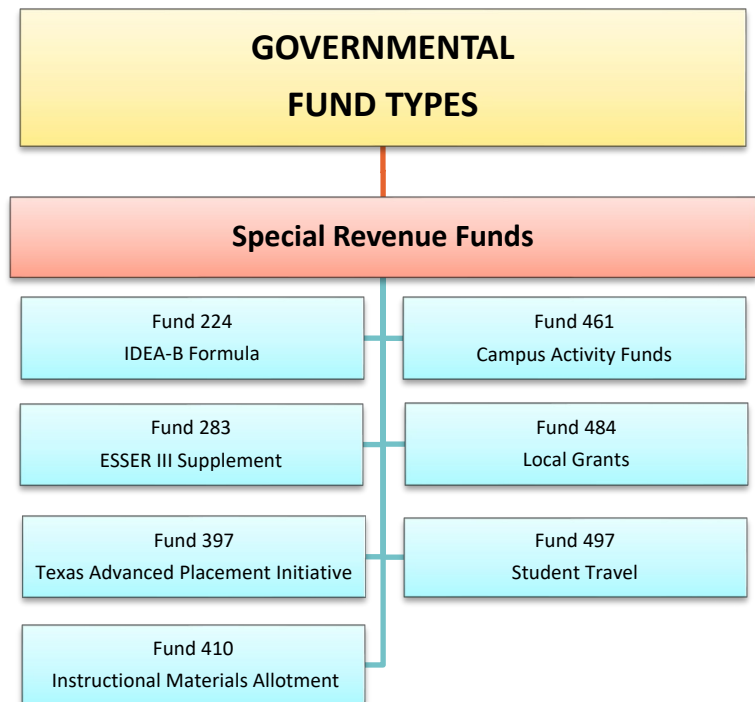 GOVERNMENTAL
FUND TYPES
Special Revenue Funds
Fund 224
IDEA-B Formula
Fund 461
Campus Activity Funds
Fund 283
ESSER III Supplement
Fund 484
Local Grants
Fund 397
Texas Advanced Placement Initiative
Fund 497
Student Travel
Fund 410
Instructional Materials Allotment